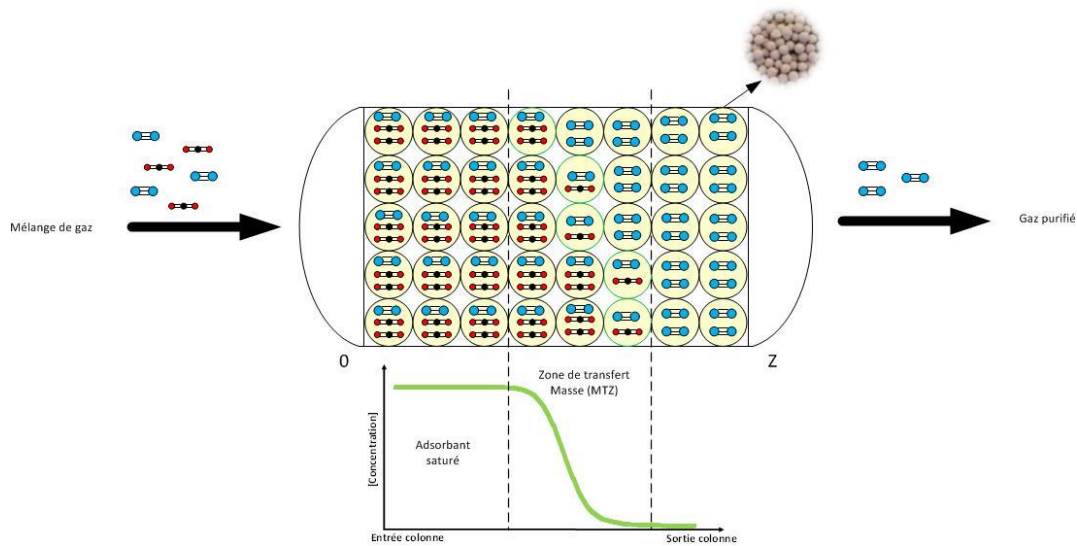 Mélange de gaz
Gaz purifié
0
Z
Zone de transfert
Masse (MTZ)
Adsorbant
saturé
[Concentration]
Entrée colonne
Sortie colonne